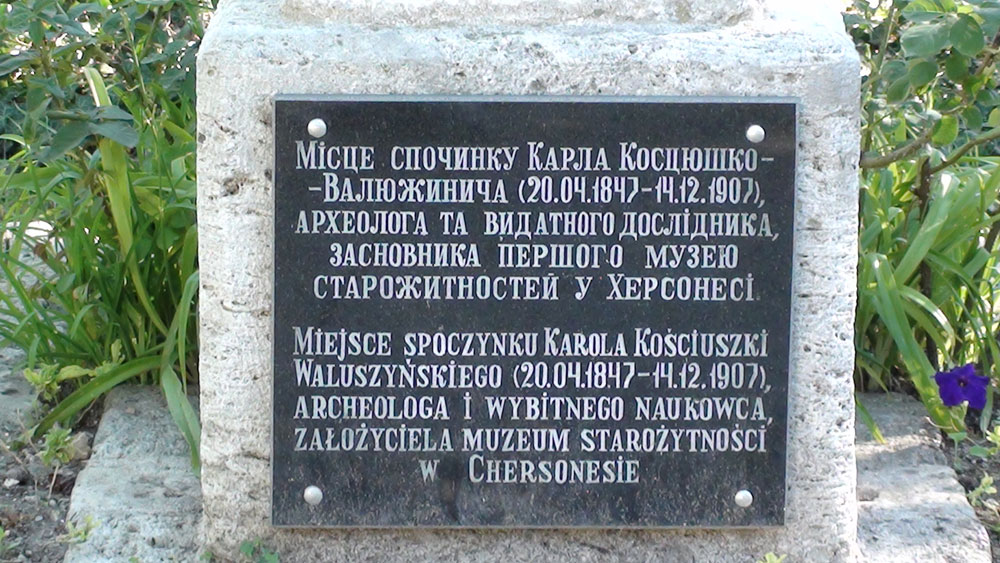 Місце спочинку Карла Косцюшко-
-Валюжинича (20.04.1847-14.12.1907),
археолога та видатного дослідника,
засновника першого музею
старожитностей у Херсонесі.
Miejsce spoczynku Karola Kościuszki
Waluszyńskiego (20.04.1847-14.12.1907),
archeologa i wybitnego naukowca,
założyciela muzeum starożytności
w Chersonesie